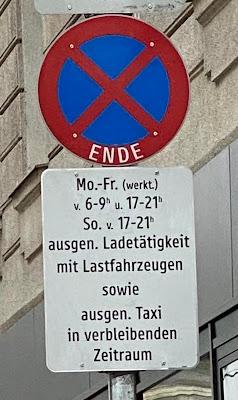 ENDE
Mo.-Fr. (werkt.)
v. 6-9ʰ u. 17-21ʰ
So. v. 17-21ʰ
ausgen. Ladetätigkeit
mit Lastfahrzeugen
sowie
ausgen. Taxi
in verbleibenden
Zeitraum